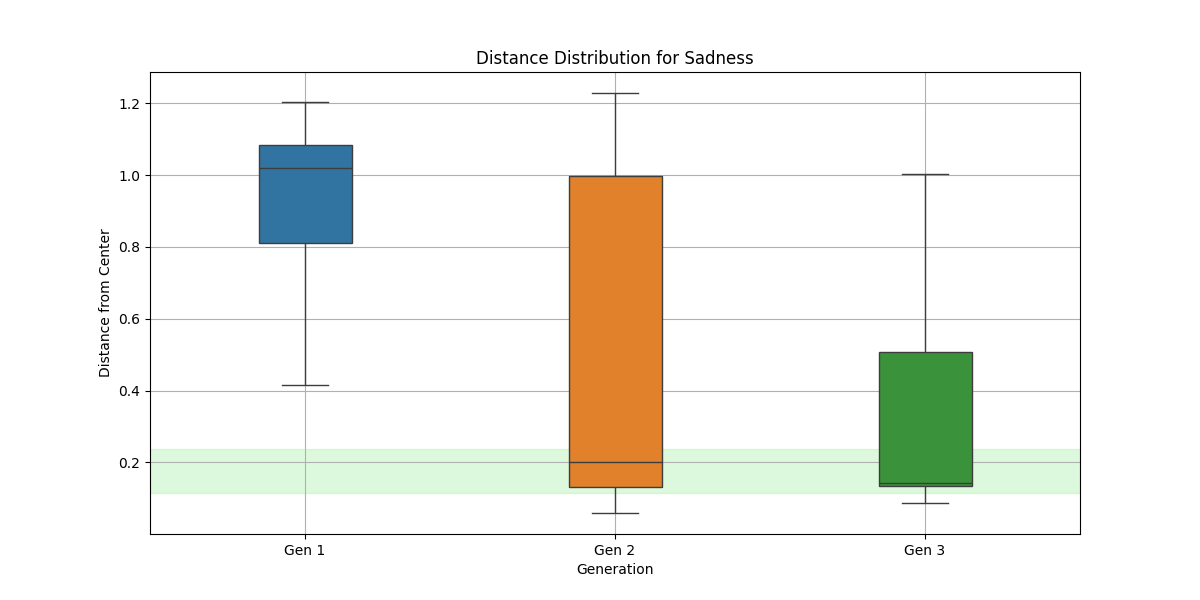 Distance Distribution for Sadness
Distance from Center
1.2
1.0
0.8
0.6
0.4
0.2
Gen 1
Gen 2
Gen 3
Generation